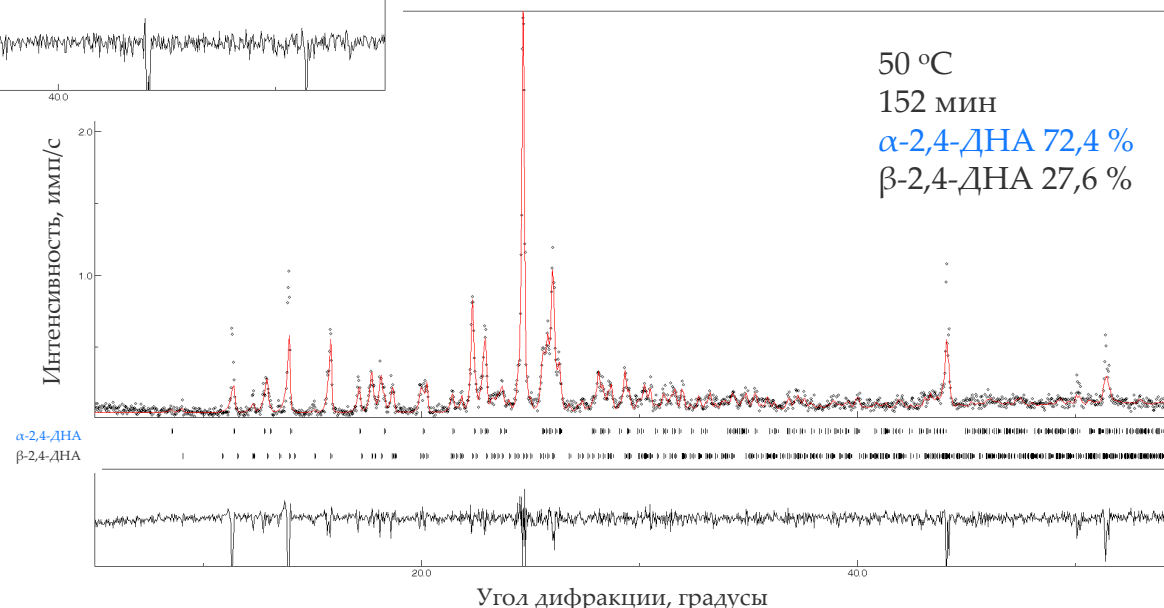 40.0
50 °C
152 мин
α-2,4-ДНА 72,4 %
β-2,4-ДНА 27,6 %
Интенсивность, имп/с
2.0
1.0
α-2,4-ДНА
β-2,4-ДНА
20.0
40.0
Угол дифракции, градусы